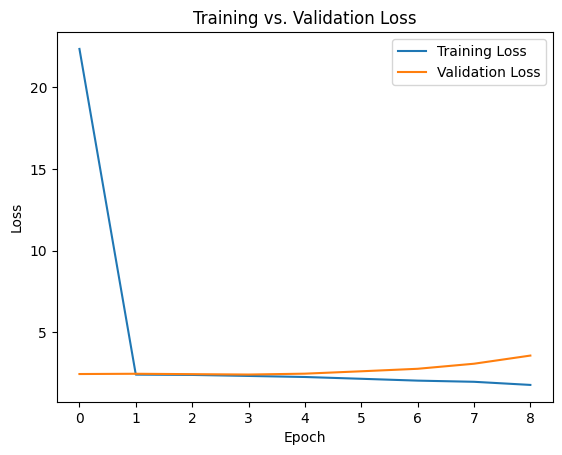 Training vs. Validation Loss
Training Loss
Validation Loss
20
15
10
5
Loss
0 1 2 3 4 5 6 7 8
Epoch